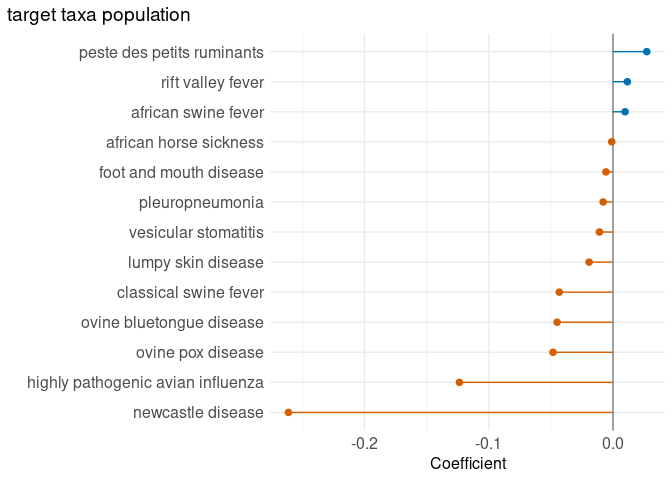 target taxa population
peste des petits ruminants
rift valley fever
african swine fever
african horse sickness
foot and mouth disease
pleuropneumonia
vesicular stomatitis
lumpy skin disease
classical swine fever
ovine bluetongue disease
ovine pox disease
highly pathogenic avian influenza
newcastle disease
-0.2 -0.1 0.0
Coefficient